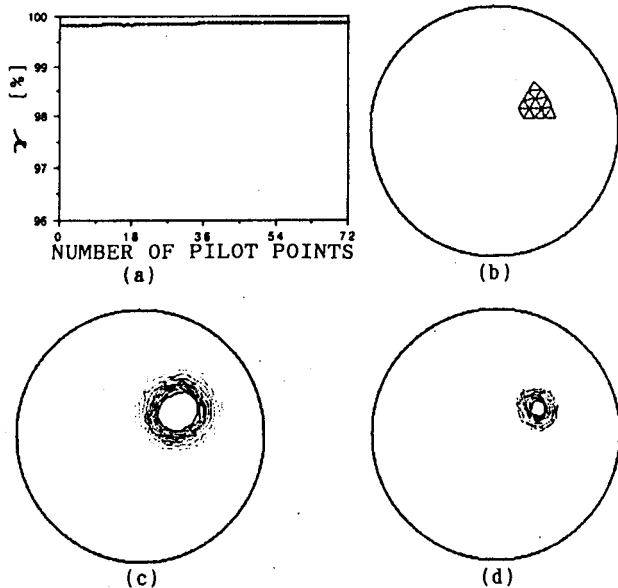 100
99
98
97
96
γ [%]
0 18 36 54 72
NUMBER OF PILOT POINTS
(a)
(b)
(c)
(d)